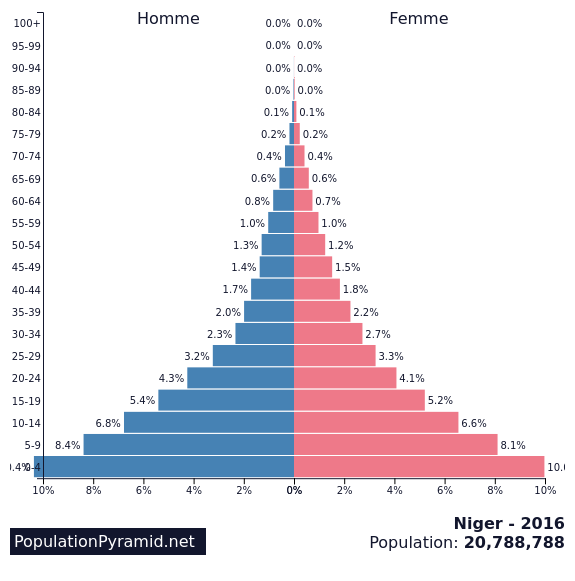 Homme Femme
100+ 0.0% 0.0%
95-99 0.0% 0.0%
90-94 0.0% 0.0%
85-89 0.0% 0.0%
80-84 0.1% 0.1%
75-79 0.2% 0.2%
70-74 0.4% 0.4%
65-69 0.6% 0.6%
60-64 0.8% 0.7%
55-59 1.0% 1.0%
50-54 1.3% 1.2%
45-49 1.4% 1.5%
40-44 1.7% 1.8%
35-39 2.0% 2.2%
30-34 2.3% 2.7%
25-29 3.2% 3.3%
20-24 4.3% 4.1%
15-19 5.4% 5.2%
10-14 6.8% 6.6%
5-9 8.4% 8.1%
0-4
10% 8% 6% 4% 2% 0% 2% 4% 6% 8% 10%
Niger - 2016
PopulationPyramid.net Population: 20,788,788